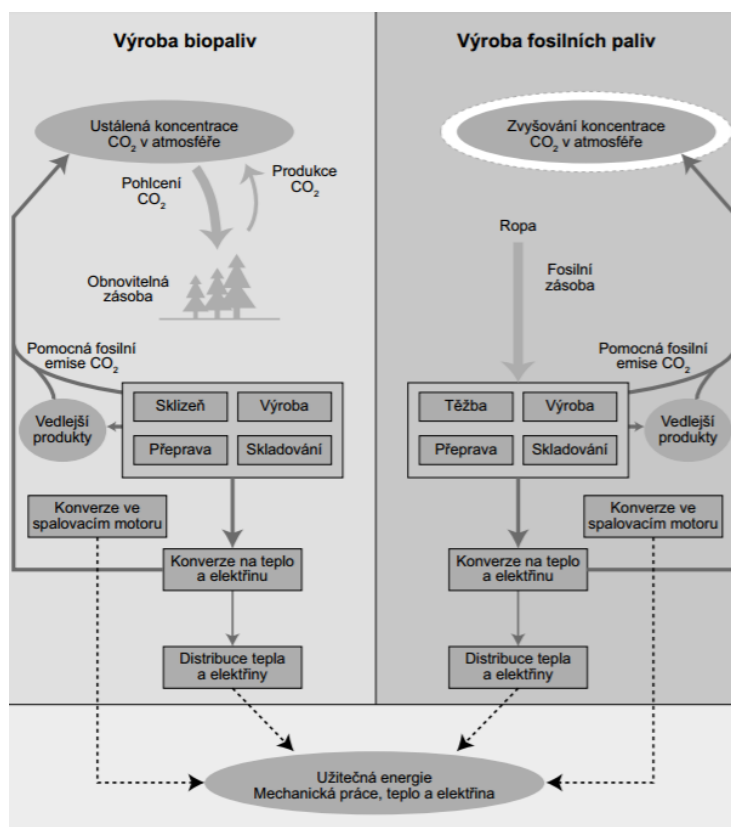 Výroba biopaliv
Ustálená koncentrace
CO2 v atmosféře
Pohlcení
CO2
Produkce
CO2
Obnovitelná
zásoba
Pomocná fosilní
emise CO2
Vedlejší
produkty
Sklizeň
Výroba
Přeprava
Skladování
Konverze ve
spalovacím motoru
Konverze na teplo
a elektřinu
Distribuce tepla
a elektřiny
Výroba fosilních paliv
Zvyšování koncentrace
CO2 v atmosféře
Ropa
Fosilní
zásoba
Pomocná fosilní
emise CO2
Těžba
Výroba
Přeprava
Skladování
Vedlejší
produkty
Konverze ve
spalovacím motoru
Konverze na teplo
a elektřinu
Distribuce tepla
a elektřiny
Užitečná energie
Mechanická práce, teplo a elektřina